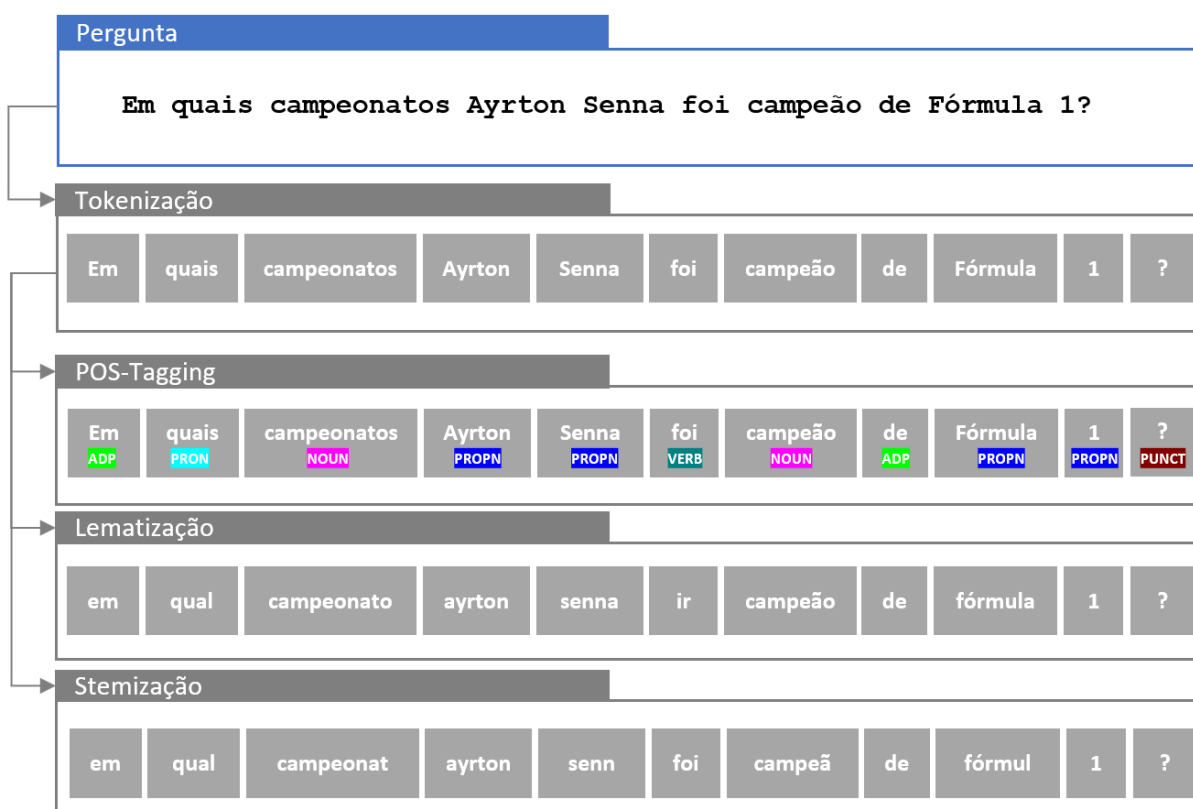 Pergunta
Em quais campeonatos Ayrton Senna foi campeão de Fórmula 1?
Tokenização
Em quais campeonatos Ayrton Senna foi campeão de Fórmula 1 ?
POS-Tagging
Em quais campeonatos Ayrton Senna foi campeão de Fórmula 1 ?
ADP PRON NOUN PROPN PROPN VERB NOUN ADP PROPN PROPN PUNCT
Lematização
em qual campeonato ayrton senna ir campeão de fórmula 1 ?
Stemização
em qual campeonat ayrton senn foi campeã de fórmul 1 ?